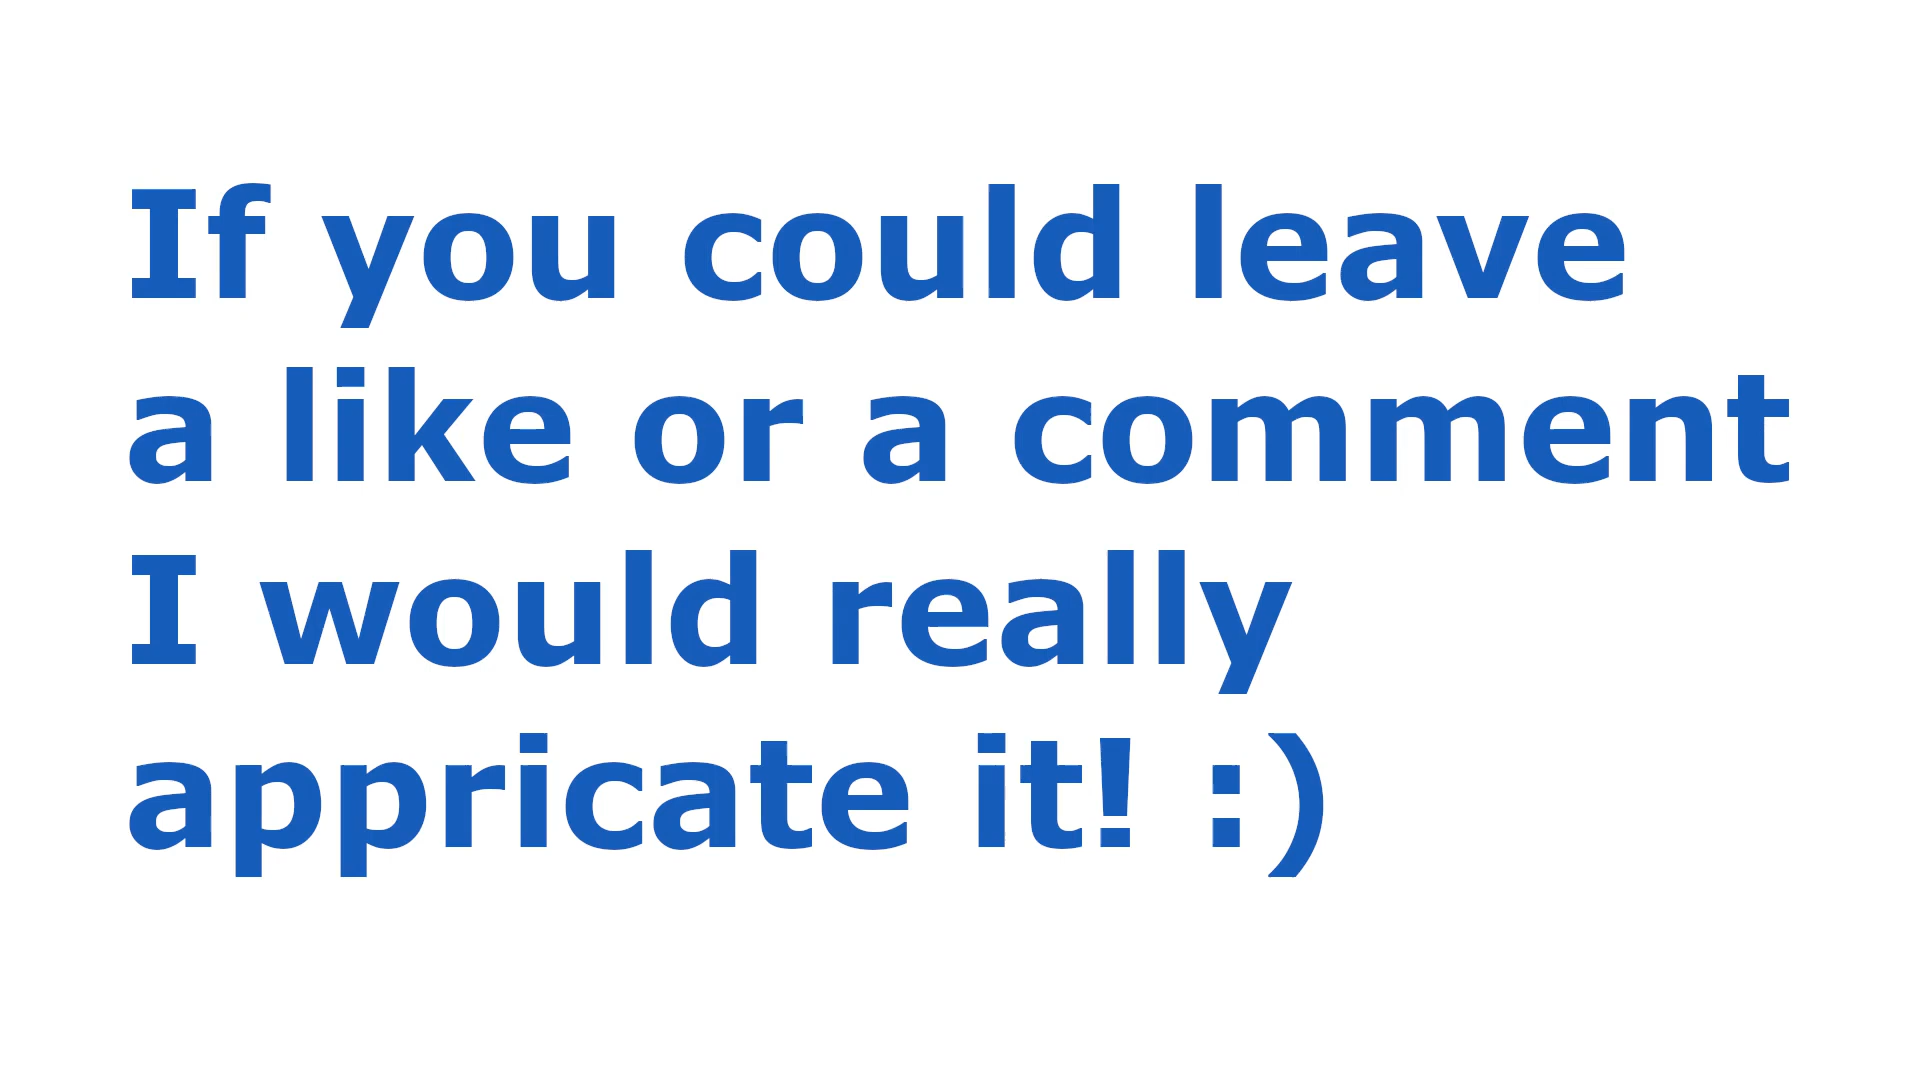 If you could leave
a like or a comment
I would really
appricate it! :)